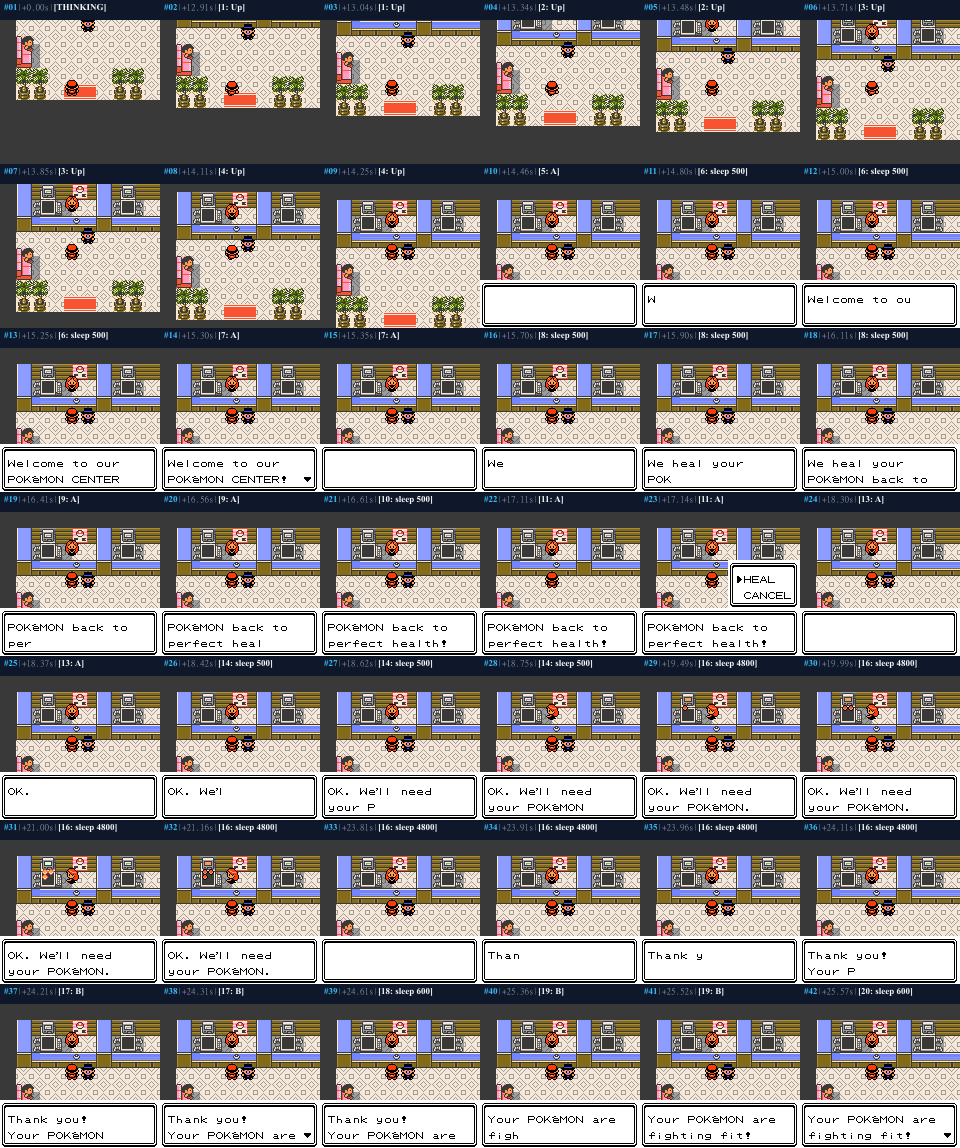 #01|+0.00s|[THINKING]
#02|+12.91s|[1: Up]
#03|+13.04s|[1: Up]
#04|+13.34s|[2: Up]
#05|+13.48s|[2: Up]
#06|+13.71s|[3: Up]
#07|+13.85s|[3: Up]
#08|+14.11s|[4: Up]
#09|+14.25s|[4: Up]
#10|+14.46s|[5: A]
#11|+14.80s|[6: sleep 500]
#12|+15.00s|[6: sleep 500]
W
Welcome to ou
#13|+15.25s|[6: sleep 500]
#14|+15.30s|[7: A]
#15|+15.35s|[7: A]
#16|+15.70s|[8: sleep 500]
#17|+15.90s|[8: sleep 500]
#18|+16.11s|[8: sleep 500]
Welcome to our
POKéMON CENTER
Welcome to our
POKéMON CENTER!
We
We heal your
POK
We heal your
POKéMON back to
#19|+16.41s|[9: A]
#20|+16.56s|[9: A]
#21|+16.61s|[10: sleep 500]
#22|+17.11s|[11: A]
#23|+17.14s|[11: A]
#24|+18.30s|[13: A]
POKéMON back to
per
POKéMON back to
perfect heal
POKéMON back to
perfect health!
POKéMON back to
perfect health!
HEAL
CANCEL
POKéMON back to
perfect health!
#25|+18.37s|[13: A]
#26|+18.42s|[14: sleep 500]
#27|+18.62s|[14: sleep 500]
#28|+18.75s|[14: sleep 500]
#29|+19.49s|[16: sleep 4800]
#30|+19.99s|[16: sleep 4800]
OK.
OK. We'l
OK. We'll need
your P
OK. We'll need
your POKéMON
OK. We'll need
your POKéMON.
OK. We'll need
your POKéMON.
#31|+21.00s|[16: sleep 4800]
#32|+21.16s|[16: sleep 4800]
#33|+23.81s|[16: sleep 4800]
#34|+23.91s|[16: sleep 4800]
#35|+23.96s|[16: sleep 4800]
#36|+24.11s|[16: sleep 4800]
OK. We'll need
your POKéMON.
OK. We'll need
your POKéMON.
Than
Thank y
Thank you!
Your P
#37|+24.21s|[17: B]
#38|+24.31s|[17: B]
#39|+24.61s|[18: sleep 600]
#40|+25.36s|[19: B]
#41|+25.52s|[19: B]
#42|+25.57s|[20: sleep 600]
Thank you!
Your POKéMON
Thank you!
Your POKéMON are
Thank you!
Your POKéMON are
Your POKéMON are
figh
Your POKéMON are
fighting fit!
Your POKéMON are
fighting fit!